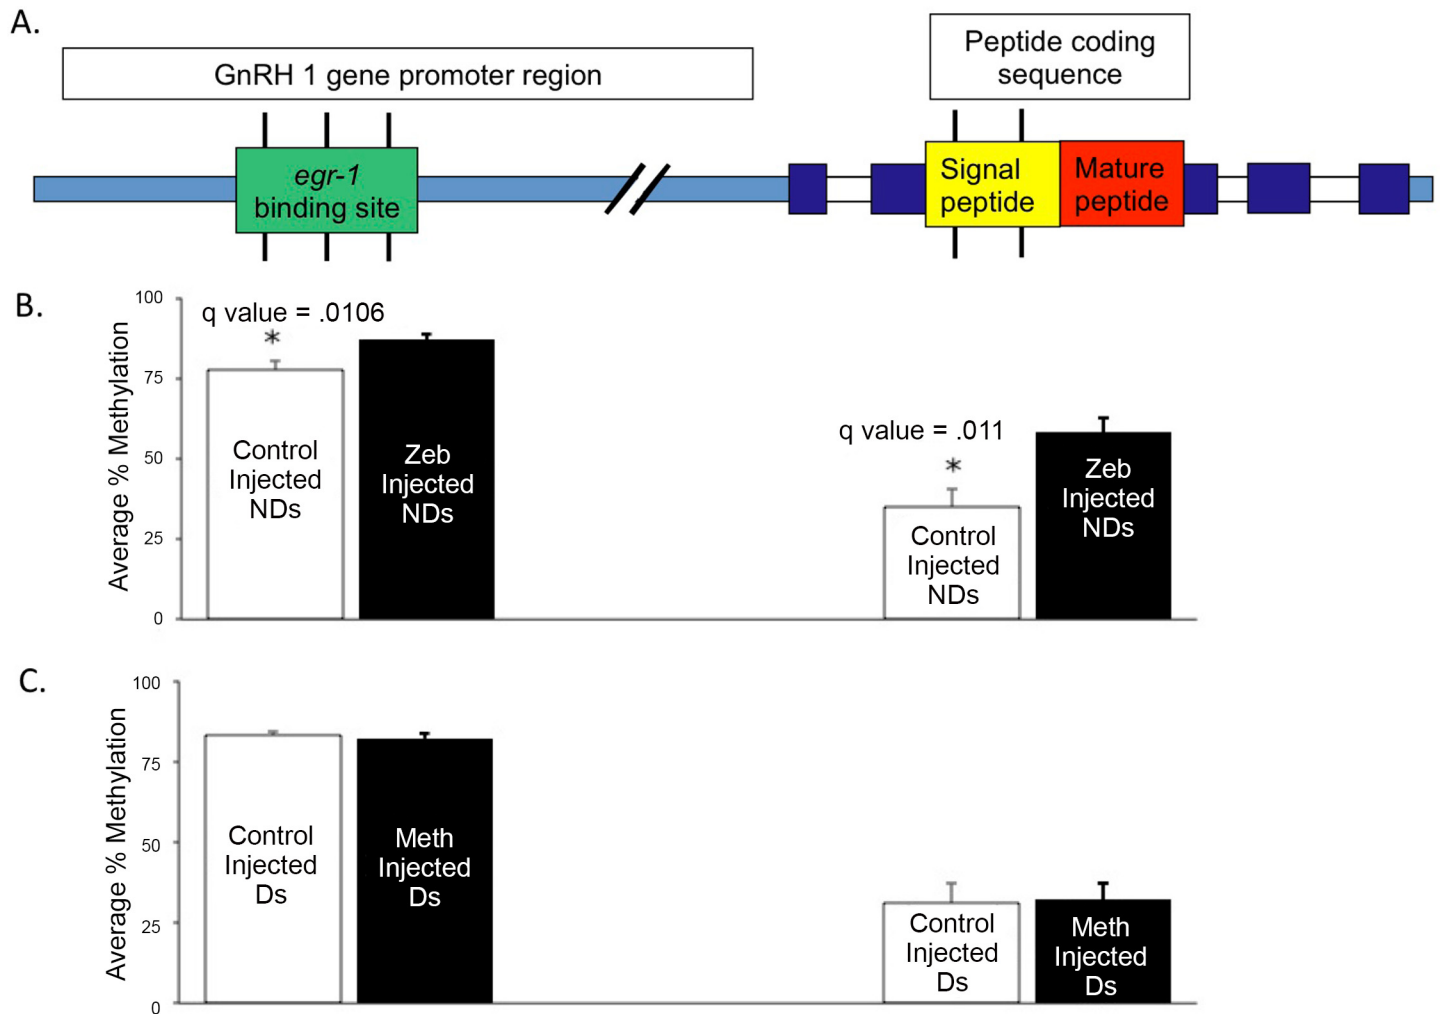 A.
GnRH 1 gene promoter region
Peptide coding
sequence
egr-1
binding site
Signal
peptide
Mature
peptide
B.
Average % Methylation
100
75
50
25
0
q value = .0106
*
Control
Injected
NDs
Zeb
Injected
NDs
q value = .011
*
Control
Injected
NDs
Zeb
Injected
NDs
C.
Average % Methylation
100
75
50
25
0
Control
Injected
Ds
Meth
Injected
Ds
Control
Injected
Ds
Meth
Injected
Ds